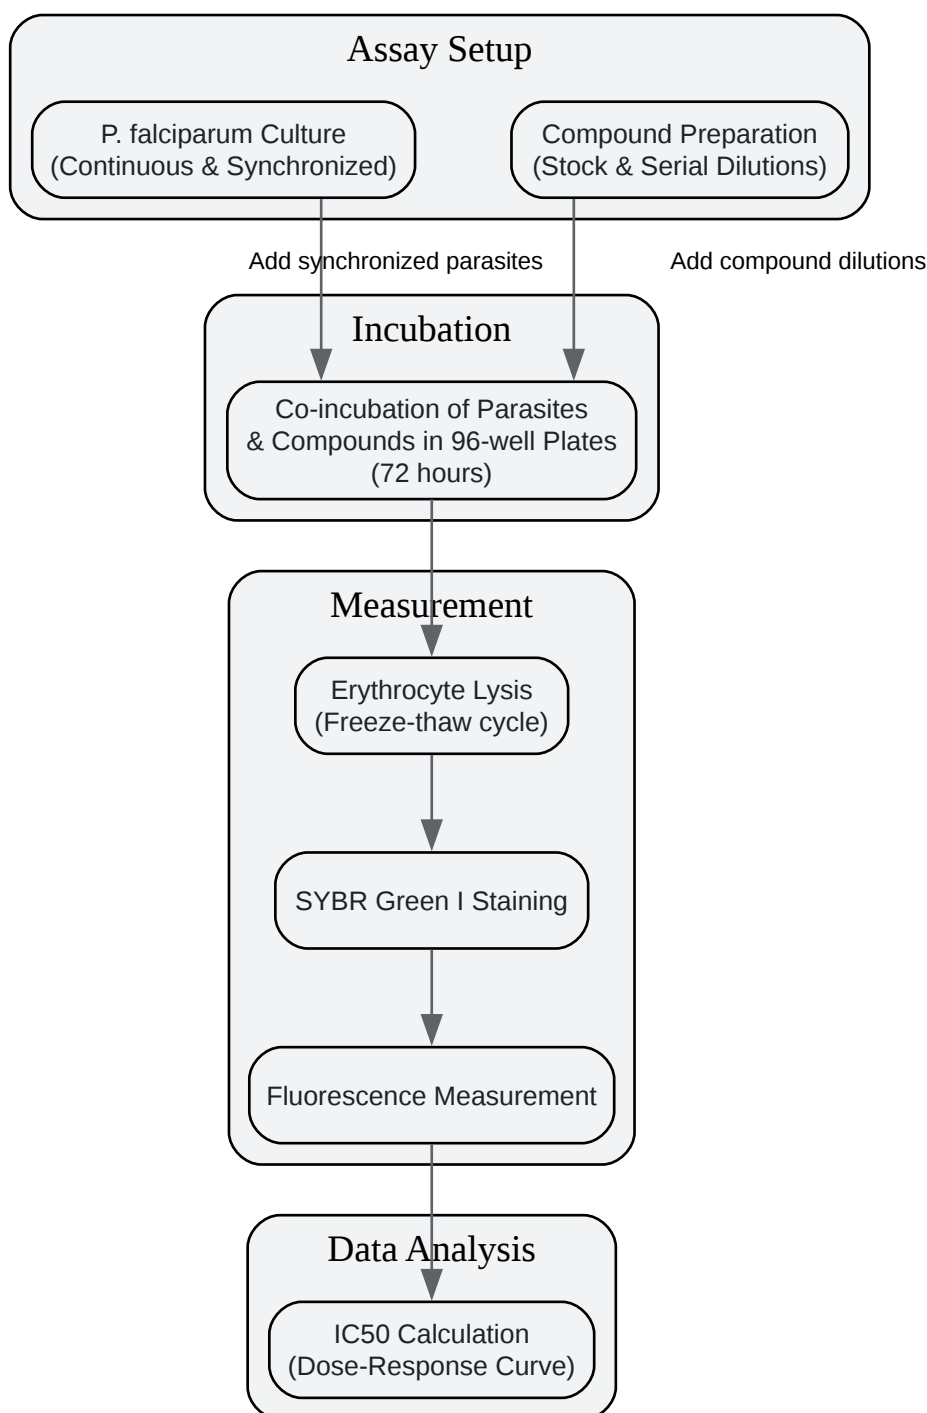 Assay Setup
P. falciparum Culture
(Continuous & Synchronized)
Compound Preparation
(Stock & Serial Dilutions)
Add synchronized parasites
Add compound dilutions
Incubation
Co-incubation of Parasites
& Compounds in 96-well Plates
(72 hours)
Measurement
Erythrocyte Lysis
(Freeze-thaw cycle)
SYBR Green I Staining
Fluorescence Measurement
Data Analysis
IC50 Calculation
(Dose-Response Curve)